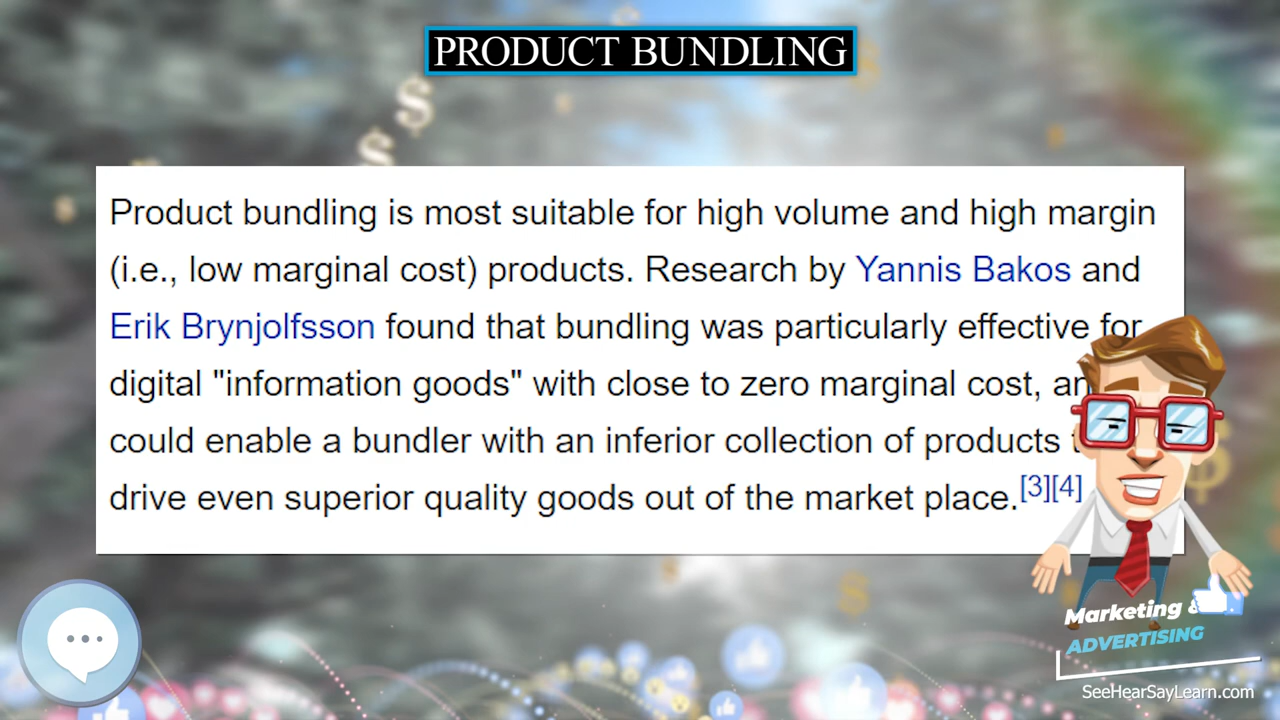 PRODUCT BUNDLING
Product bundling is most suitable for high volume and high margin
(i.e., low marginal cost) products. Research by Yannis Bakos and
Erik Brynjolfsson found that bundling was particularly effective for
digital "information goods" with close to zero marginal cost,
could enable a bundler with an inferior collection of products
drive even superior quality goods out of the market place.[3][4]
Marketing &
ADVERTISING
SeeHearSayLearn.com